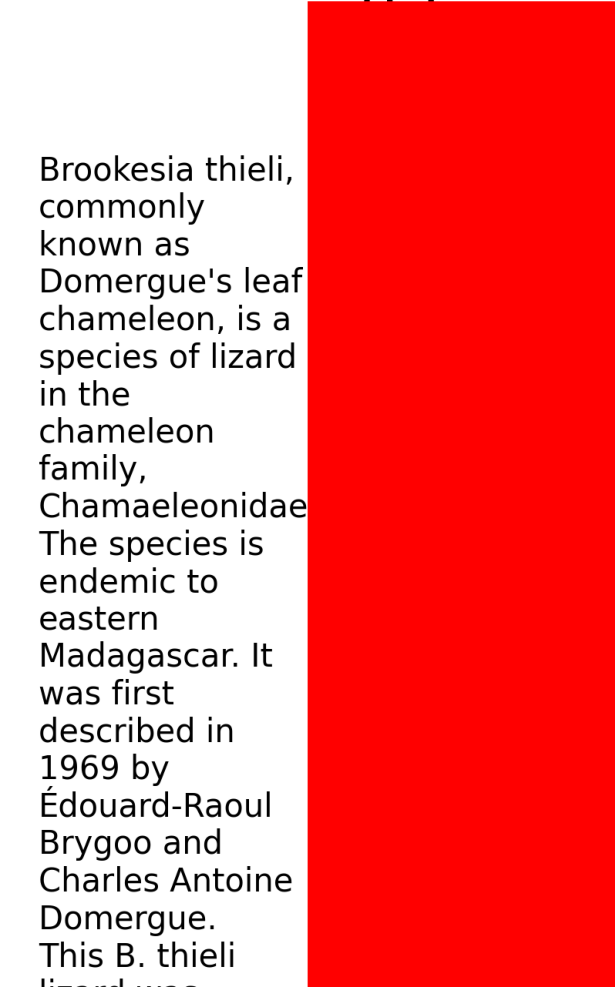 Brookesia thieli,
commonly
known as
Domergue's leaf
chameleon, is a
species of lizard
in the
chameleon
family,
Chamaeleonidae
The species is
endemic to
eastern
Madagascar. It
was first
described in
1969 by
Édouard-Raoul
Brygoo and
Charles Antoine
Domergue.
This B. thieli
lizard was